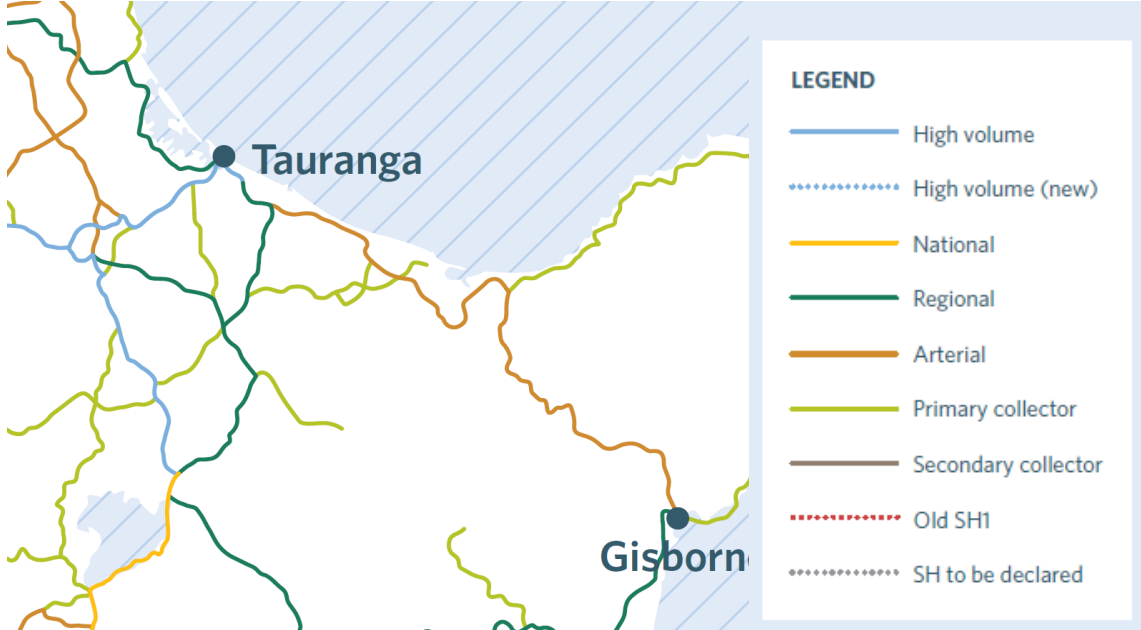 Tauranga
Gisborn
LEGEND
High volume
High volume (new)
National
Regional
Arterial
Primary collector
Secondary collector
Old SH1
SH to be declared